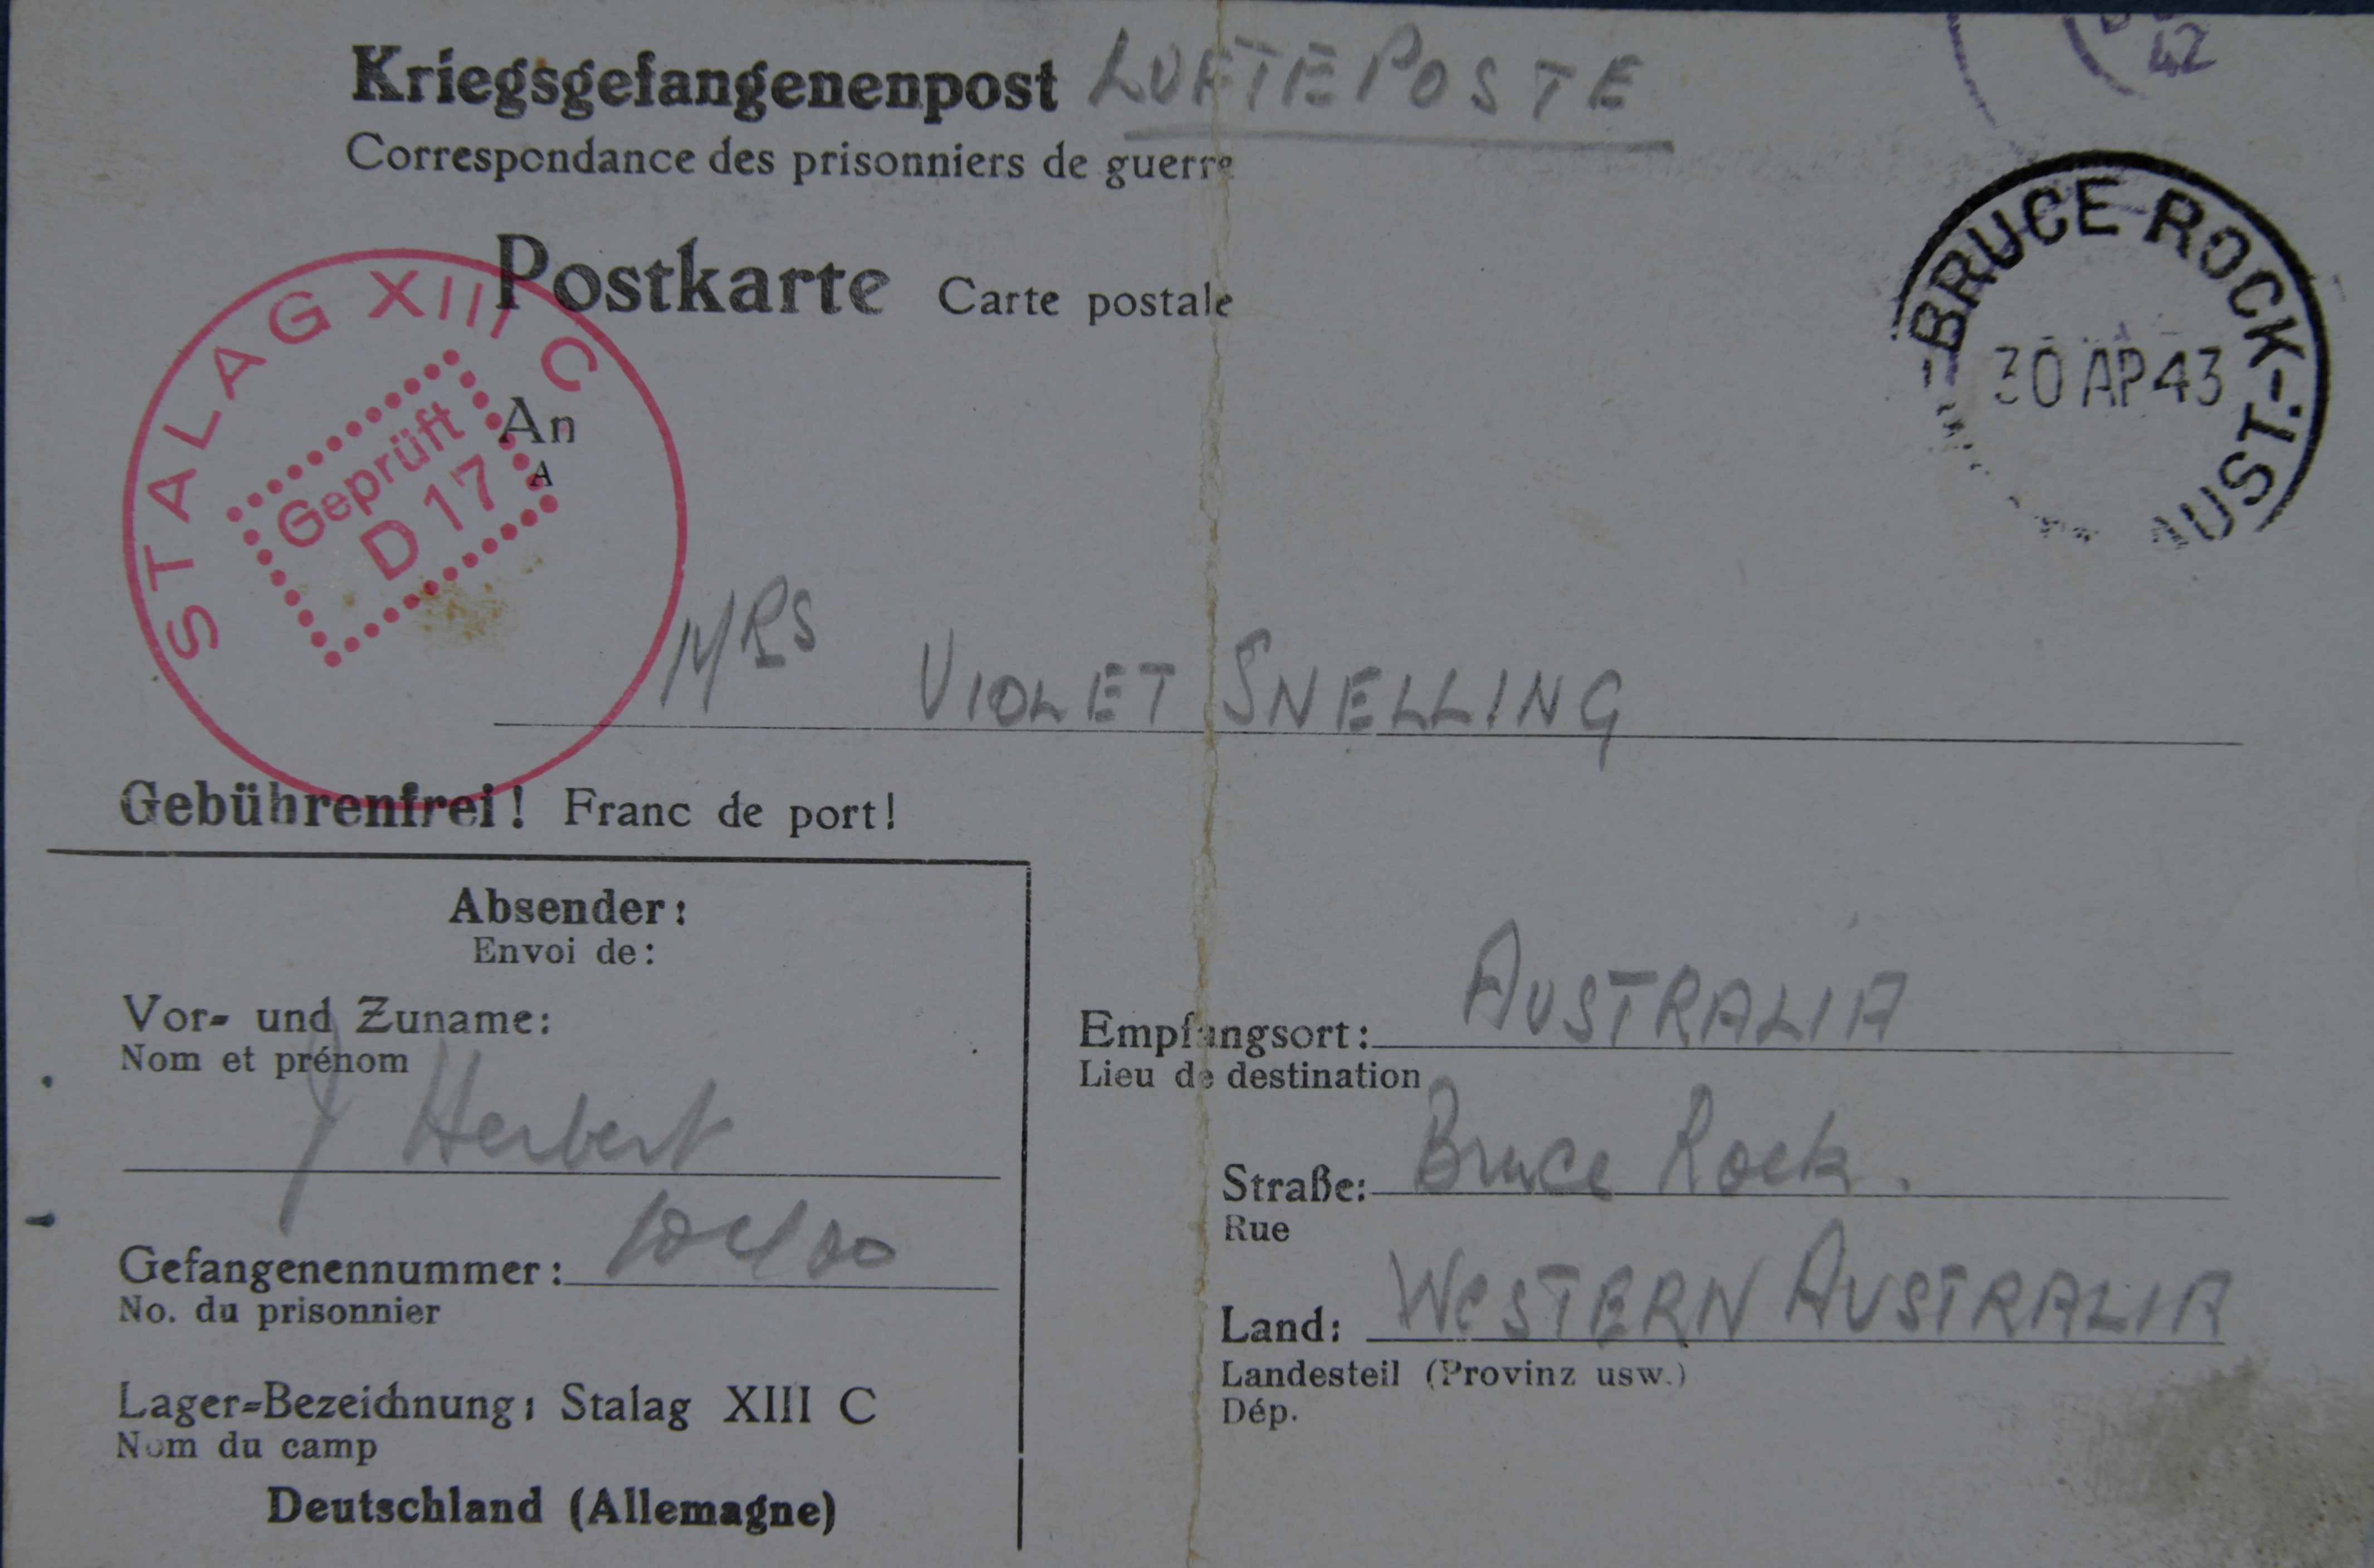 Kriegsgefangenenpost LUFTEPOSTE
42
Correspondance des prisonniers de guerre
Postkarte Carte postale
BRUCE ROCK
30 AP 43
AUST.
STALAG XIII C
Geprüft
D 17
An
A
MRS VIOLET SNELLING
Gebührenfrei! Franc de port!
Absender:
Envoi de:
Vor- und Zuname:
Nom et prénom
J Herbert
Gefangenennummer:
No. du prisonnier
Lager-Bezeichnung: Stalag XIII C
Nom du camp
Deutschland (Allemagne)
Empfangsort: AUSTRALIA
Lieu de destination
Straße: Bruce Rock.
Rue
Land: WESTERN AUSTRALIA
Landesteil (Provinz usw.)
Dép.